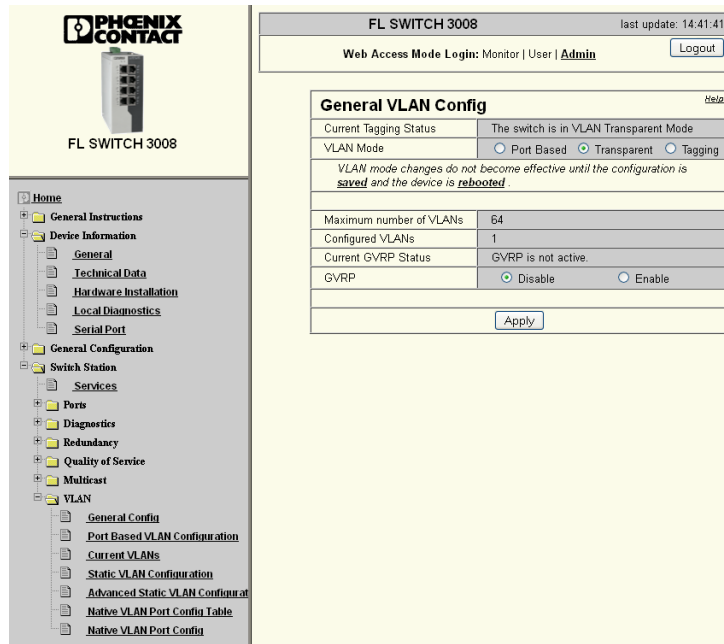 PHŒNIX
CONTACT
FL SWITCH 3008
Home
General Instructions
Device Information
General
Technical Data
Hardware Installation
Local Diagnostics
Serial Port
General Configuration
Switch Station
Services
Ports
Diagnostics
Redundancy
Quality of Service
Multicast
VLAN
General Config
Port Based VLAN Configuration
Current VLANs
Static VLAN Configuration
Advanced Static VLAN Configurat
Native VLAN Port Config Table
Native VLAN Port Config
FL SWITCH 3008 last update: 14:41:41
Web Access Mode Login: Monitor | User | Admin Logout
General VLAN Config Help
Current Tagging Status The switch is in VLAN Transparent Mode
VLAN Mode Port Based Transparent Tagging
VLAN mode changes do not become effective until the configuration is
saved and the device is rebooted .
Maximum number of VLANs 64
Configured VLANs 1
Current GVRP Status GVRP is not active.
GVRP Disable Enable
Apply